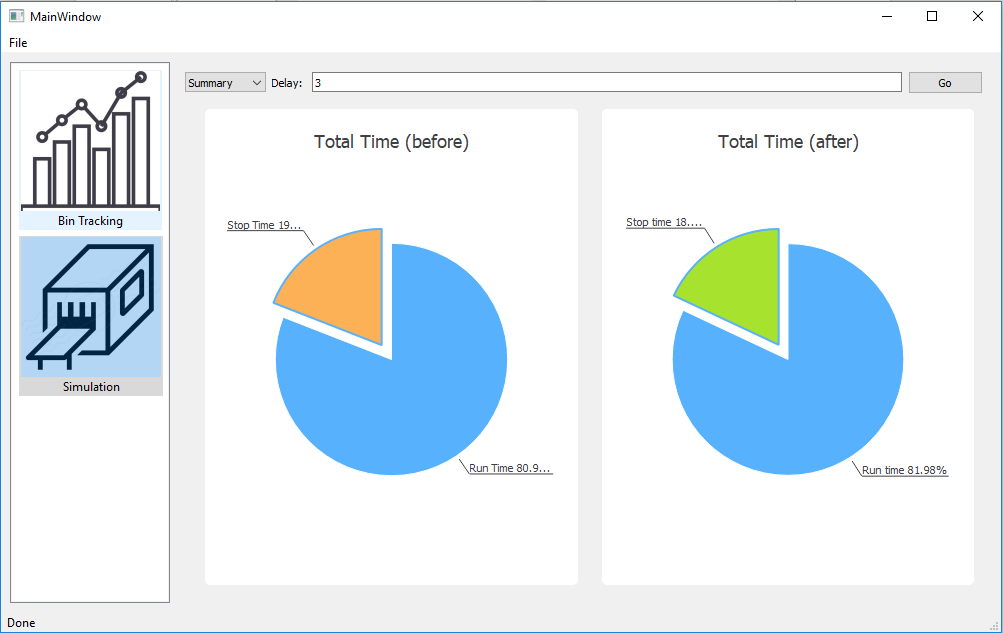 MainWindow
File
Summary Delay: 3 Go
Bin Tracking
Simulation
Total Time (before)
Stop Time 19...
Run Time 80.9...
Total Time (after)
Stop time 18....
Run time 81.98%
Done